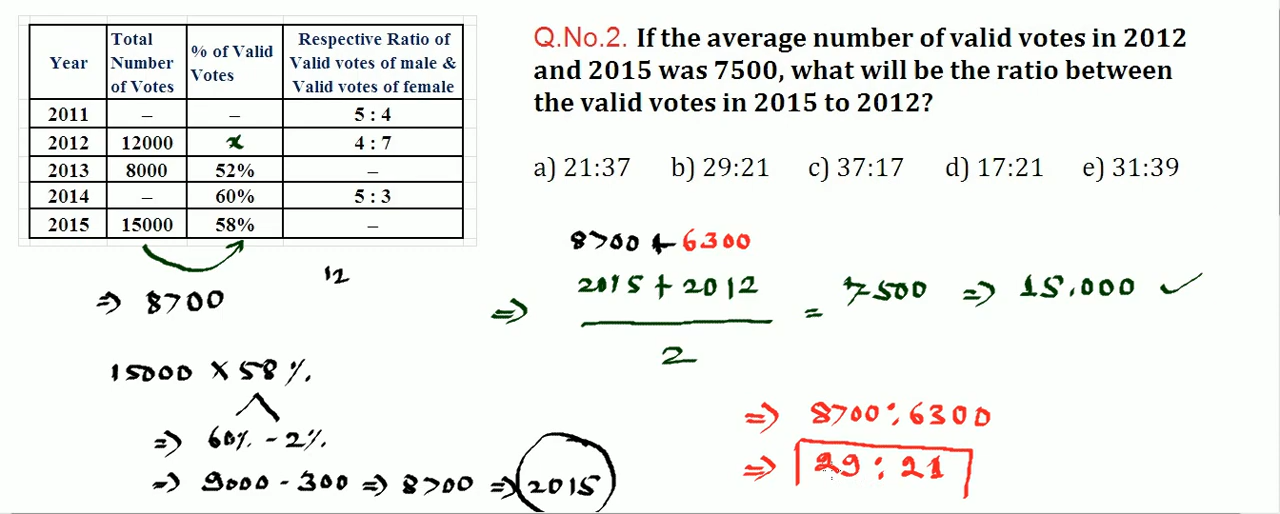 Year Total Number of Votes % of Valid Votes Respective Ratio of Valid votes of male & Valid votes of female
2011 – – 5 : 4
2012 12000 x 4 : 7
2013 8000 52% –
2014 – 60% 5 : 3
2015 15000 58% –
⇒ 8700
12
15000 × 58%.
⇒ 60% - 2%.
⇒ 9000 - 300 ⇒ 8700 ⇒ 2015
Q.No.2. If the average number of valid votes in 2012
and 2015 was 7500, what will be the ratio between
the valid votes in 2015 to 2012?
a) 21:37 b) 29:21 c) 37:17 d) 17:21 e) 31:39
8700 + 6300
⇒ 2015 + 2012 = 7500 ⇒ 15,000 ✓
2
⇒ 8700 : 6300
⇒ 29 : 21